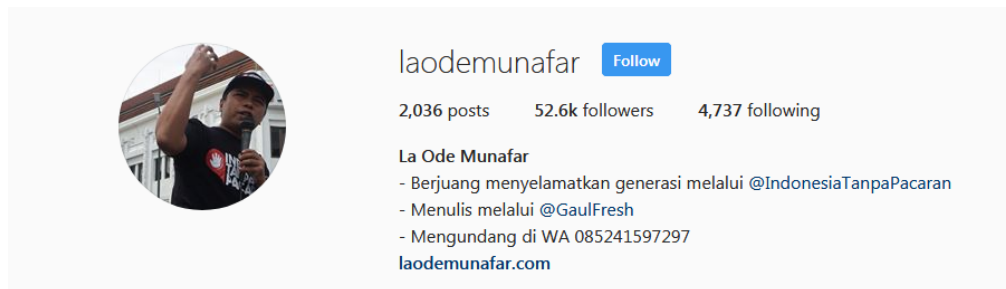 laodemunafar Follow
2,036 posts 52.6k followers 4,737 following
La Ode Munafar
- Berjuang menyelamatkan generasi melalui @IndonesiaTanpaPacaran
- Menulis melalui @GaulFresh
- Mengundang di WA 085241597297
laodemunafar.com